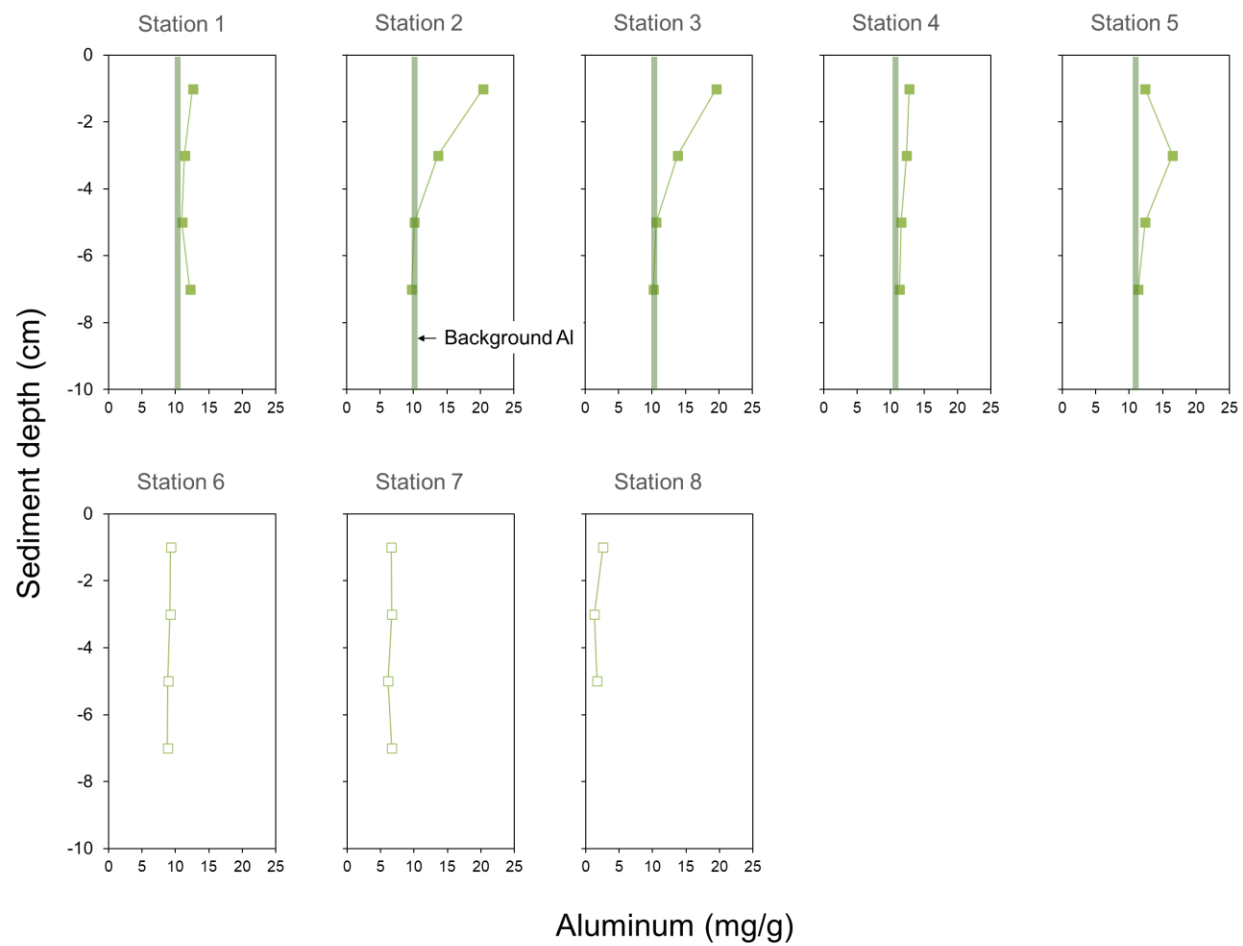 Station 1 Station 2 Station 3 Station 4 Station 5
0
-2
-4
-6
-8
-10
Background Al
0 5 10 15 20 25 0 5 10 15 20 25 0 5 10 15 20 25 0 5 10 15 20 25 0 5 10 15 20 25
Sediment depth (cm)
Station 6 Station 7 Station 8
0
-2
-4
-6
-8
-10
0 5 10 15 20 25 0 5 10 15 20 25 0 5 10 15 20 25
Aluminum (mg/g)